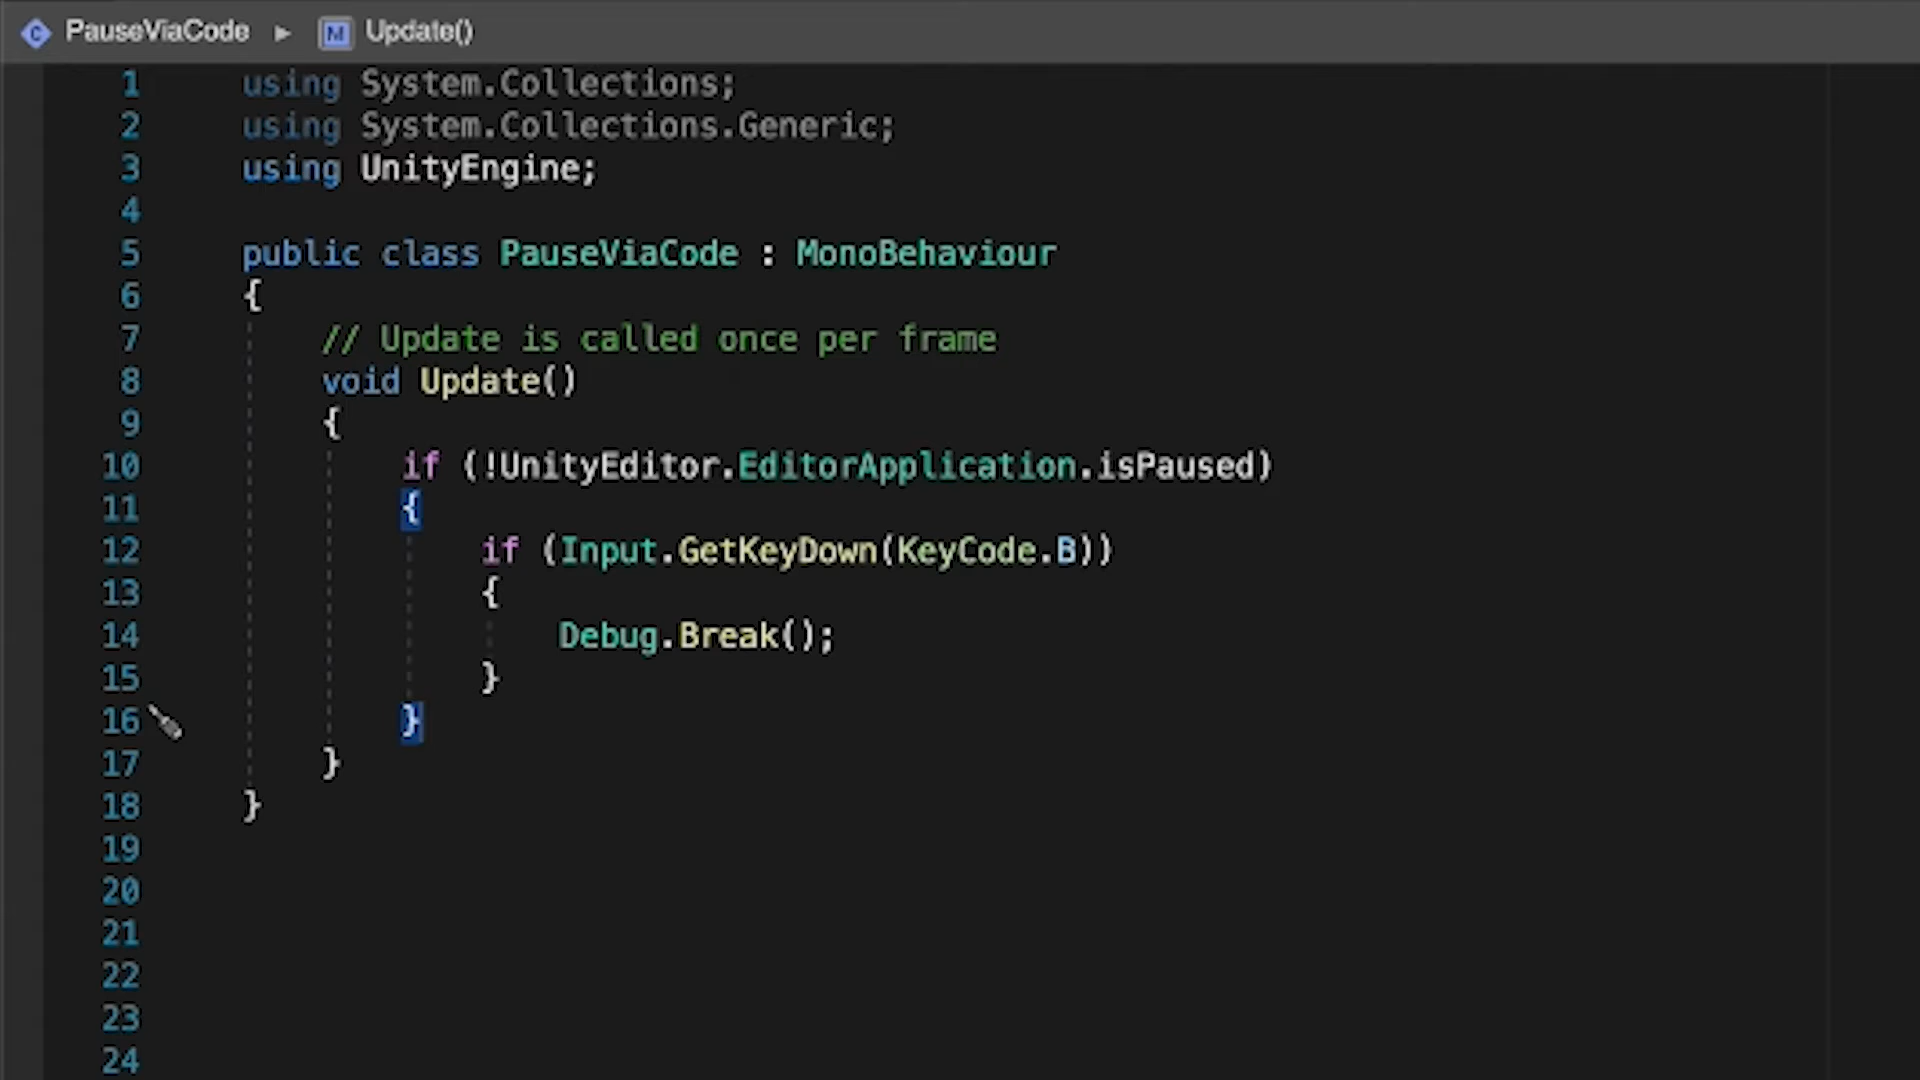 PauseViaCode ▸ M Update()
1 using System.Collections;
2 using System.Collections.Generic;
3 using UnityEngine;
4
5 public class PauseViaCode : MonoBehaviour
6 {
7 // Update is called once per frame
8 void Update()
9 {
10 if (!UnityEditor.EditorApplication.isPaused)
11 {
12 if (Input.GetKeyDown(KeyCode.B))
13 {
14 Debug.Break();
15 }
16 }
17 }
18 }
19
20
21
22
23
24